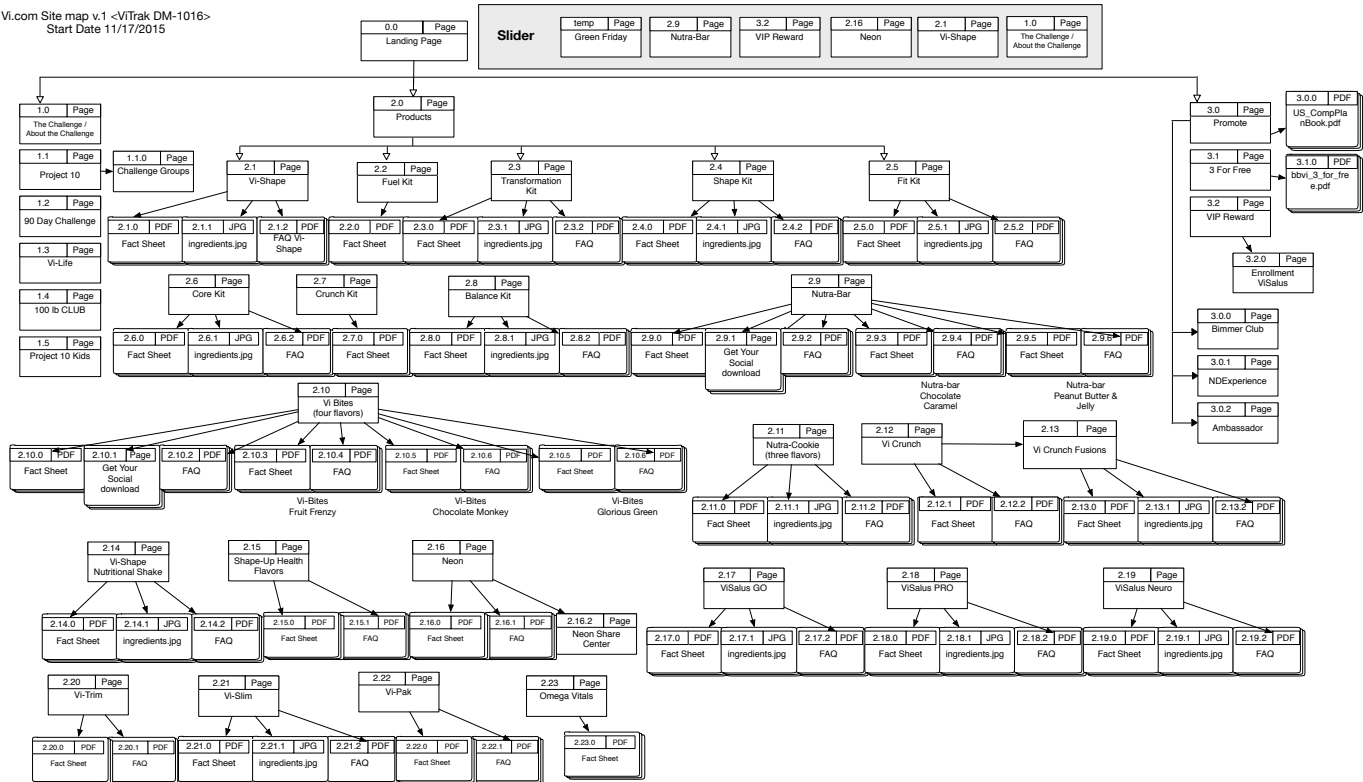 Vi.com Site map v.1 <ViTrak DM-1016>
Start Date 11/17/2015
0.0 Page
Landing Page
Slider
temp Page
Green Friday
2.9 Page
Nutra-Bar
3.2 Page
VIP Reward
2.16 Page
Neon
2.1 Page
Vi-Shape
1.0 Page
The Challenge /
About the Challenge
1.0 Page
The Challenge /
About the Challenge
1.1 Page
Project 10
1.1.0 Page
Challenge Groups
1.2 Page
90 Day Challenge
1.3 Page
Vi-Life
1.4 Page
100 lb CLUB
1.5 Page
Project 10 Kids
2.0 Page
Products
2.1 Page
Vi-Shape
2.2 Page
Fuel Kit
2.3 Page
Transformation
Kit
2.4 Page
Shape Kit
2.5 Page
Fit Kit
2.1.0 PDF
Fact Sheet
2.1.1 JPG
ingredients.jpg
2.1.2 PDF
FAQ Vi-
Shape
2.2.0 PDF
Fact Sheet
2.3.0 PDF
Fact Sheet
2.3.1 JPG
ingredients.jpg
2.3.2 PDF
FAQ
2.4.0 PDF
Fact Sheet
2.4.1 JPG
ingredients.jpg
2.4.2 PDF
FAQ
2.5.0 PDF
Fact Sheet
2.5.1 JPG
ingredients.jpg
2.5.2 PDF
FAQ
2.6 Page
Core Kit
2.7 Page
Crunch Kit
2.8 Page
Balance Kit
2.9 Page
Nutra-Bar
2.6.0 PDF
Fact Sheet
2.6.1 JPG
ingredients.jpg
2.6.2 PDF
FAQ
2.7.0 PDF
Fact Sheet
2.8.0 PDF
Fact Sheet
2.8.1 JPG
ingredients.jpg
2.8.2 PDF
FAQ
2.9.0 PDF
Fact Sheet
2.9.1 Page
Get Your
Social
download
2.9.2 PDF
FAQ
2.9.3 PDF
Fact Sheet
2.9.4 PDF
FAQ
Nutra-bar
Chocolate
Caramel
2.9.5 PDF
Fact Sheet
2.9.6 PDF
FAQ
Nutra-bar
Peanut Butter &
Jelly
3.0 Page
Promote
3.0.0 PDF
US_CompPla
nBook.pdf
3.1 Page
3 For Free
3.1.0 PDF
bbvi_3_for_fre
e.pdf
3.2 Page
VIP Reward
3.2.0 Page
Enrollment
ViSalus
3.0.0 Page
Bimmer Club
3.0.1 Page
NDExperience
3.0.2 Page
Ambassador
2.10 Page
Vi Bites
(four flavors)
2.10.0 PDF
Fact Sheet
2.10.1 Page
Get Your
Social
download
2.10.2 PDF
FAQ
2.10.3 PDF
Fact Sheet
2.10.4 PDF
FAQ
Vi-Bites
Fruit Frenzy
2.10.5 PDF
Fact Sheet
2.10.6 PDF
FAQ
Vi-Bites
Chocolate Monkey
2.10.5 PDF
Fact Sheet
2.10.6 PDF
FAQ
Vi-Bites
Glorious Green
2.11 Page
Nutra-Cookie
(three flavors)
2.12 Page
Vi Crunch
2.13 Page
Vi Crunch Fusions
2.11.0 PDF
Fact Sheet
2.11.1 JPG
ingredients.jpg
2.11.2 PDF
FAQ
2.12.1 PDF
Fact Sheet
2.12.2 PDF
FAQ
2.13.0 PDF
Fact Sheet
2.13.1 JPG
ingredients.jpg
2.13.2 PDF
FAQ
2.14 Page
Vi-Shape
Nutritional Shake
2.15 Page
Shape-Up Health
Flavors
2.16 Page
Neon
2.14.0 PDF
Fact Sheet
2.14.1 JPG
ingredients.jpg
2.14.2 PDF
FAQ
2.15.0 PDF
Fact Sheet
2.15.1 PDF
FAQ
2.16.0 PDF
Fact Sheet
2.16.1 PDF
FAQ
2.16.2 Page
Neon Share
Center
2.17 Page
ViSalus GO
2.18 Page
ViSalus PRO
2.19 Page
ViSalus Neuro
2.17.0 PDF
Fact Sheet
2.17.1 JPG
ingredients.jpg
2.17.2 PDF
FAQ
2.18.0 PDF
Fact Sheet
2.18.1 JPG
ingredients.jpg
2.18.2 PDF
FAQ
2.19.0 PDF
Fact Sheet
2.19.1 JPG
ingredients.jpg
2.19.2 PDF
FAQ
2.20 Page
Vi-Trim
2.21 Page
Vi-Slim
2.22 Page
Vi-Pak
2.23 Page
Omega Vitals
2.20.0 PDF
Fact Sheet
2.20.1 PDF
FAQ
2.21.0 PDF
Fact Sheet
2.21.1 JPG
ingredients.jpg
2.21.2 PDF
FAQ
2.22.0 PDF
Fact Sheet
2.22.1 PDF
FAQ
2.23.0 PDF
Fact Sheet